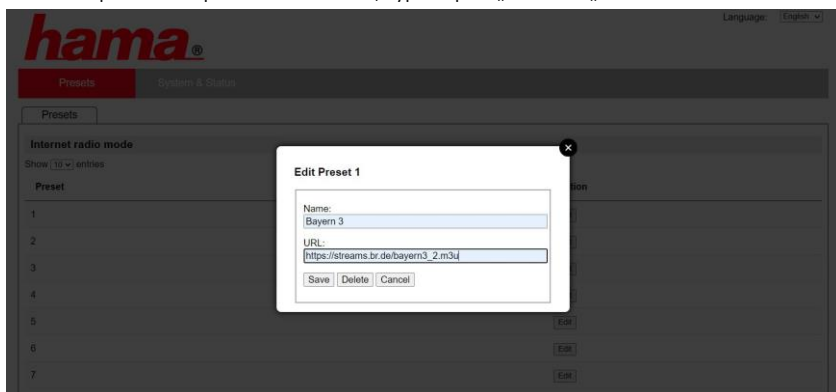 Language: English
hama®
Presets System & Status
Presets
Internet radio mode
Show 10 entries
Preset
1
2
3
4
5 Edit
6 Edit
7 Edit
Edit Preset 1
Name:
Bayern 3
URL:
https://streams.br.de/bayern3_2.m3u
Save Delete Cancel